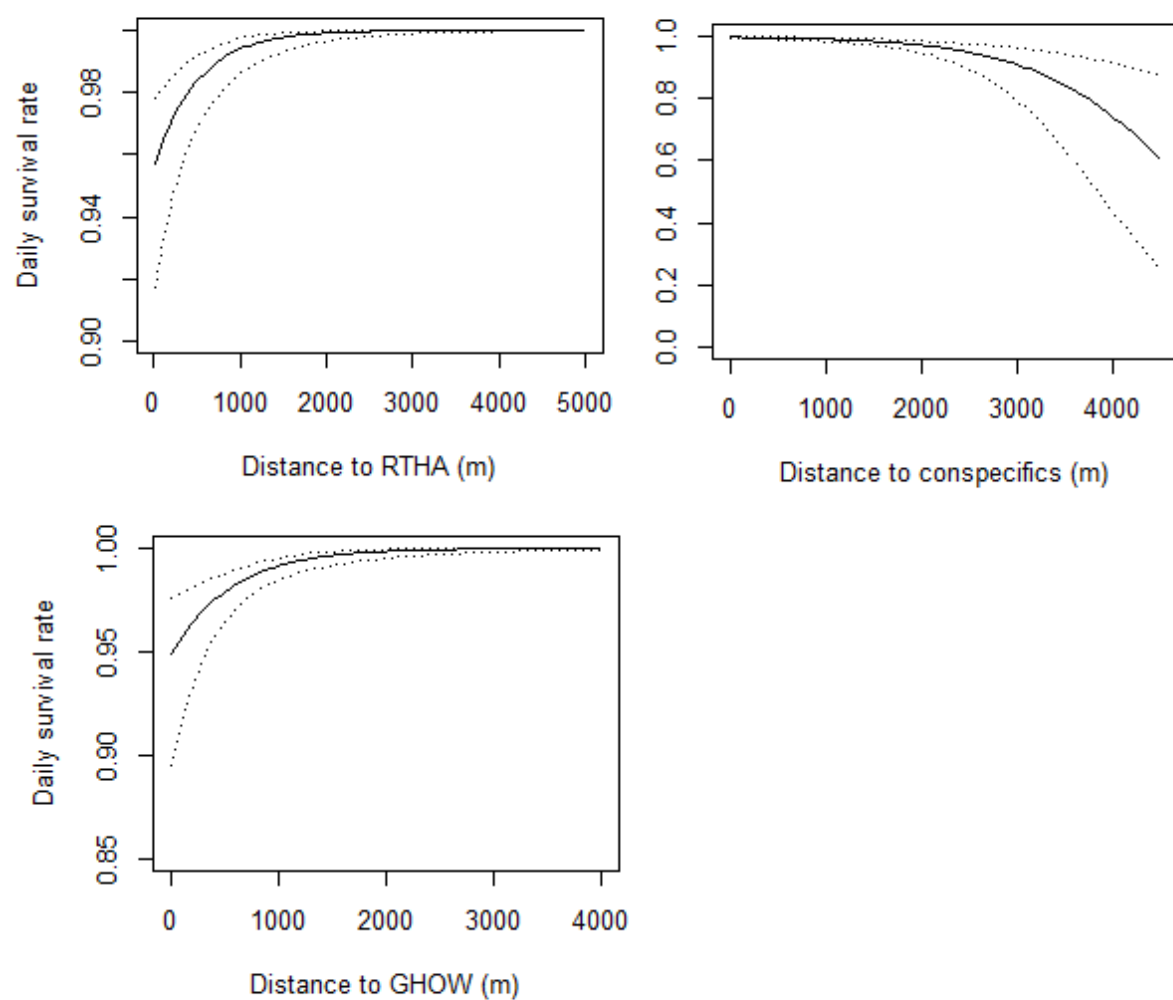 Daily survival rate
0.90 0.94 0.98
0 1000 2000 3000 4000 5000
Distance to RTHA (m)
0.0 0.2 0.4 0.6 0.8 1.0
0 1000 2000 3000 4000
Distance to conspecifics (m)
Daily survival rate
0.85 0.90 0.95 1.00
0 1000 2000 3000 4000
Distance to GHOW (m)